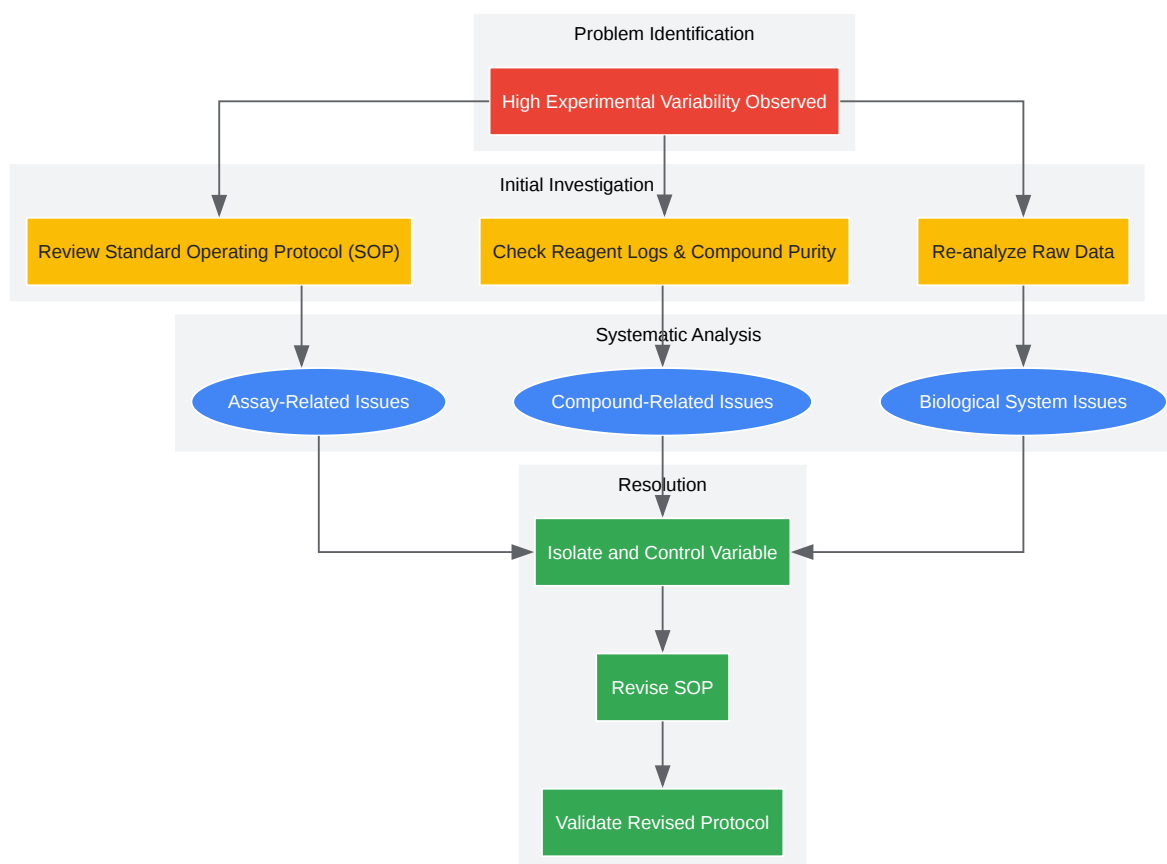 Problem Identification
High Experimental Variability Observed
Initial Investigation
Review Standard Operating Protocol (SOP)
Check Reagent Logs & Compound Purity
Re-analyze Raw Data
Systematic Analysis
Assay-Related Issues
Compound-Related Issues
Biological System Issues
Resolution
Isolate and Control Variable
Revise SOP
Validate Revised Protocol